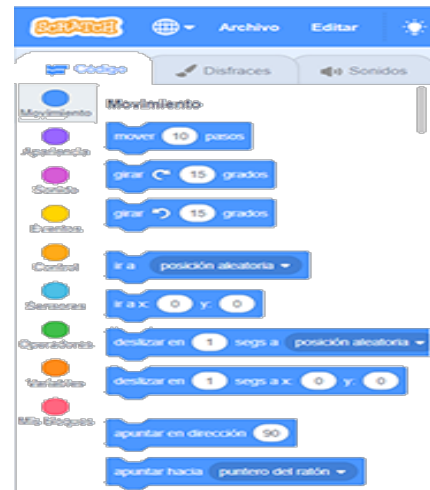 SCRATCH Archivo Editar
Código Disfraces Sonidos
Movimiento
Apariencia
Sonido
Eventos
Control
Sensores
Operadores
Variables
Mis bloques
Movimiento
mover 10 pasos
girar 15 grados
girar 15 grados
ir a posición aleatoria
ir a x: 0 y: 0
deslizar en 1 segs a posición aleatoria
deslizar en 1 segs a x: 0 y: 0
apuntar en dirección 90
apuntar hacia puntero del ratón